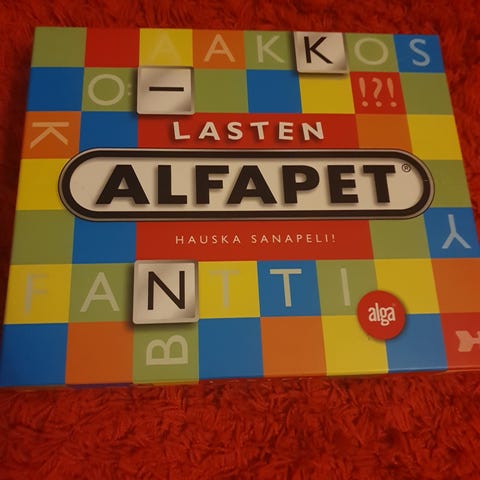 AAKKOS
Ö I !?!
K
LASTEN
ALFAPET®
HAUSKA SANAPELI!
Y
FANTTI
alga
B